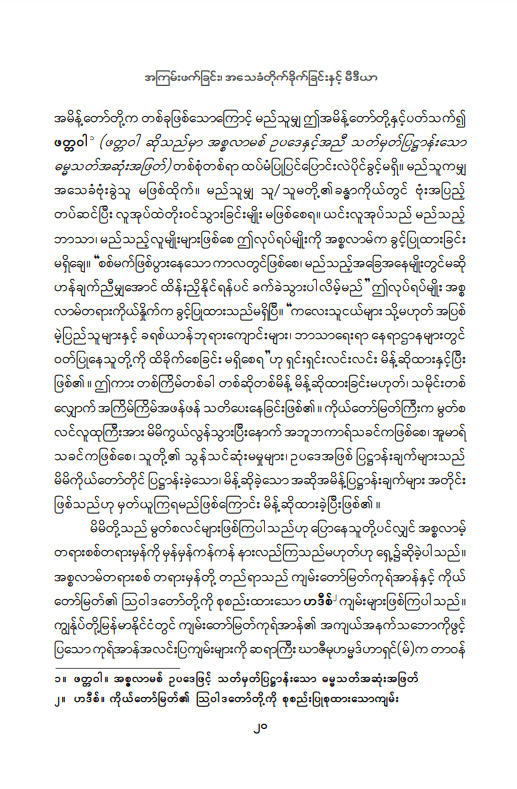 အကြမ်းဖက်ခြင်း၊ အသေခံတိုက်ခိုက်ခြင်းနှင့် မီဒီယာ
အမိန့်တော်တို့က တစ်ခုဖြစ်သောကြောင့် မည်သူမျှ ဤအမိန့်တော်တို့နှင့်ပတ်သက်၍
ဖတ္တဝါ ၁ (ဖတ္တဝါ ဆိုသည်မှာ အစ္စလာမစ် ဥပဒေနှင့်အညီ သတ်မှတ်ပြဋ္ဌာန်းသော
ဓမ္မသတ်အဆုံးအဖြတ်) တစ်စုံတစ်ရာ ထပ်မံပြုပြင်ပြောင်းလဲပိုင်ခွင့်မရှိ။ မည်သူကမျှ
အသေခံဗုံးခွဲသူ မဖြစ်ထိုက်။ မည်သူမျှ သူ/သူမတို့၏ခန္ဓာကိုယ်တွင် ဗုံးအပြည့်
တပ်ဆင်ပြီး လူအုပ်ထဲတိုးဝင်သွားခြင်းမျိုး မဖြစ်စေရ။ ယင်းလူအုပ်သည် မည်သည့်
ဘာသာ၊ မည်သည့်လူမျိုးများဖြစ်စေ ဤလုပ်ရပ်မျိုးကို အစ္စလာမ်က ခွင့်ပြုထားခြင်း
မရှိချေ။ “စစ်မက်ဖြစ်ပွားနေသော ကာလတွင်ဖြစ်စေ၊ မည်သည့်အခြေအနေမျိုးတွင်မဆို
ဟန်ချက်ညီမျှအောင် ထိန်းညှိနိုင်ရန်ပင် ခက်ခဲသွားပါလိမ့်မည်” ဤလုပ်ရပ်မျိုး အစ္စ
လာမ်တရားကိုယ်နှိုက်က ခွင့်ပြုထားသည်မရှိပြီ။ “ကလေးသူငယ်များ သို့မဟုတ် အပြစ်
မဲ့ပြည်သူများနှင့် ခရစ်ယာန်ဘုရားကျောင်းများ၊ ဘာသာရေးရာ နေရာဌာနများတွင်
ဝတ်ပြုနေသူတို့ကို ထိခိုက်စေခြင်း မရှိစေရ”ဟု ရှင်းရှင်းလင်းလင်း မိန့်ဆိုထားနှင့်ပြီး
ဖြစ်၏။ ဤကား တစ်ကြိမ်တစ်ခါ တစ်ဆိုတစ်မိန့် မိန့်ဆိုထားခြင်းမဟုတ်၊ သမိုင်းတစ်
လျှောက် အကြိမ်ကြိမ်အဖန်ဖန် သတိပေးနေခြင်းဖြစ်၏။ ကိုယ်တော်မြတ်ကြီးက မွတ်စ
လင်လူထုကြီးအား မိမိကွယ်လွန်သွားပြီးနောက် အဘူဘကာရ်သခင်ကဖြစ်စေ၊ အူမာရ်
သခင်ကဖြစ်စေ၊ သူတို့၏ သွန်သင်ဆုံးမမှုများ၊ ဥပဒေအဖြစ် ပြဋ္ဌာန်းချက်များသည်
မိမိကိုယ်တော်တိုင် ပြဋ္ဌာန်းခဲ့သော၊ မိန့်ဆိုခဲ့သော အဆိုအမိန့်ပြဋ္ဌာန်းချက်များ အတိုင်း
ဖြစ်သည်ဟု မှတ်ယူကြရမည်ဖြစ်ကြောင်း မိန့်ဆိုထားခဲ့ပြီးဖြစ်၏။
မိမိတို့သည် မွတ်စလင်များဖြစ်ကြပါသည်ဟု ပြောနေသူတို့ပင်လျှင် အစ္စလာမ့်
တရားစစ်တရားမှန်ကို မှန်မှန်ကန်ကန် နားလည်ကြသည်မဟုတ်ဟု ရှေ့၌ဆိုခဲ့ပါသည်။
အစ္စလာမ်တရားစစ် တရားမှန်တို့ တည်ရာသည် ကျမ်းတော်မြတ်ကုရ်အာန်နှင့် ကိုယ်
တော်မြတ်၏ ဩဝါဒတော်တို့ကို စုစည်းထားသော ဟဒီစ် ၂ ကျမ်းများဖြစ်ကြပါသည်။
ကျွန်ုပ်တို့မြန်မာနိုင်ငံတွင် ကျမ်းတော်မြတ်ကုရ်အာန်၏ အကျယ်အနက်သဘောကိုဖွင့်
ပြသော ကုရ်အာန်အလင်းပြကျမ်းများကို ဆရာကြီး ဃာဇီမုဟမ္မဒ်ဟာရှင်(မ်)က တာဝန်
၁။ ဖတ္တဝါ။ အစ္စလာမစ် ဥပဒေဖြင့် သတ်မှတ်ပြဋ္ဌာန်းသော ဓမ္မသတ်အဆုံးအဖြတ်
၂။ ဟဒီစ်။ ကိုယ်တော်မြတ်၏ ဩဝါဒတော်တို့ကို စုစည်းပြုစုထားသောကျမ်း
၂၀